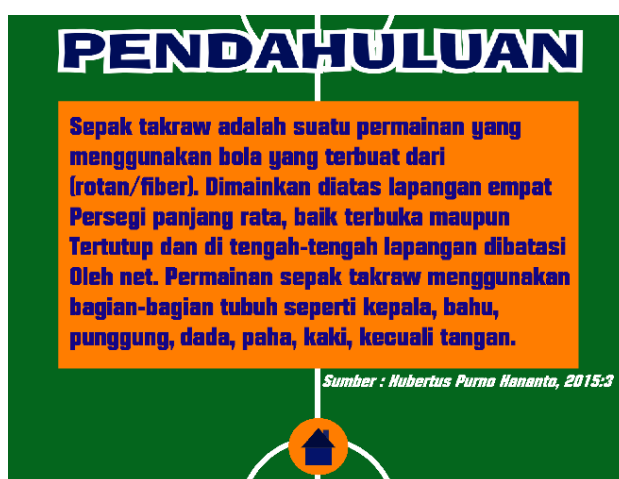 PENDAHULUAN
Sepak takraw adalah suatu permainan yang
menggunakan bola yang terbuat dari
(rotan/fiber). Dimainkan diatas lapangan empat
Persegi panjang rata, baik terbuka maupun
Tertutup dan di tengah-tengah lapangan dibatasi
Oleh net. Permainan sepak takraw menggunakan
bagian-bagian tubuh seperti kepala, bahu,
punggung, dada, paha, kaki, kecuali tangan.
Sumber : Hubertus Purno Hananto, 2015:3